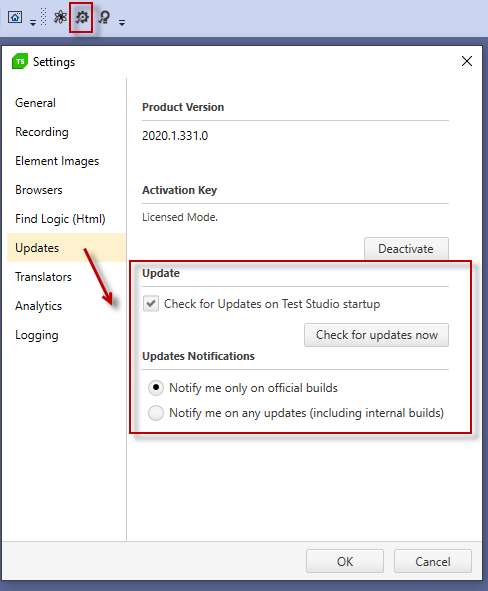 TS Settings
General
Recording
Element Images
Browsers
Find Logic (Html)
Updates
Translators
Analytics
Logging
Product Version
2020.1.331.0
Activation Key
Licensed Mode.
Deactivate
Update
Check for Updates on Test Studio startup
Check for updates now
Updates Notifications
Notify me only on official builds
Notify me on any updates (including internal builds)
OK
Cancel